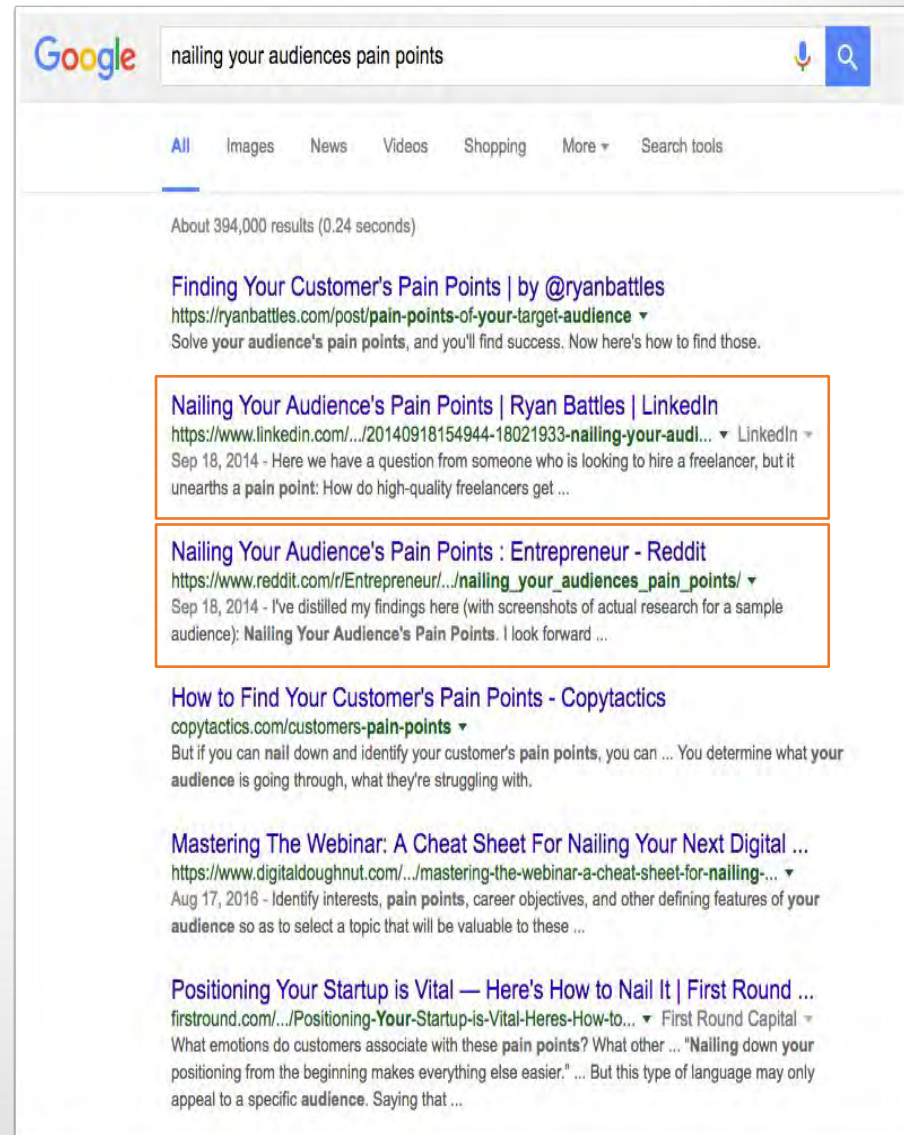 Google
nailing your audiences pain points
All Images News Videos Shopping More Search tools
About 394,000 results (0.24 seconds)
Finding Your Customer's Pain Points | by @ryanbattles
https://ryanbattles.com/post/pain-points-of-your-target-audience
Solve your audience's pain points, and you'll find success. Now here's how to find those.
Nailing Your Audience's Pain Points | Ryan Battles | LinkedIn
https://www.linkedin.com/.../20140918154944-18021933-nailing-your-audi... LinkedIn
Sep 18, 2014 - Here we have a question from someone who is looking to hire a freelancer, but it
unearths a pain point: How do high-quality freelancers get ...
Nailing Your Audience's Pain Points : Entrepreneur - Reddit
https://www.reddit.com/r/Entrepreneur/.../nailing_your_audiences_pain_points/
Sep 18, 2014 - I've distilled my findings here (with screenshots of actual research for a sample
audience): Nailing Your Audience's Pain Points. I look forward ...
How to Find Your Customer's Pain Points - Copytactics
copytactics.com/customers-pain-points
But if you can nail down and identify your customer's pain points, you can ... You determine what your
audience is going through, what they're struggling with.
Mastering The Webinar: A Cheat Sheet For Nailing Your Next Digital ...
https://www.digitaldoughnut.com/.../mastering-the-webinar-a-cheat-sheet-for-nailing-...
Aug 17, 2016 - Identify interests, pain points, career objectives, and other defining features of your
audience so as to select a topic that will be valuable to these ...
Positioning Your Startup is Vital — Here's How to Nail It | First Round ...
firstround.com/.../Positioning-Your-Startup-is-Vital-Heres-How-to... First Round Capital
What emotions do customers associate with these pain points? What other ... "Nailing down your
positioning from the beginning makes everything else easier." ... But this type of language may only
appeal to a specific audience. Saying that ...